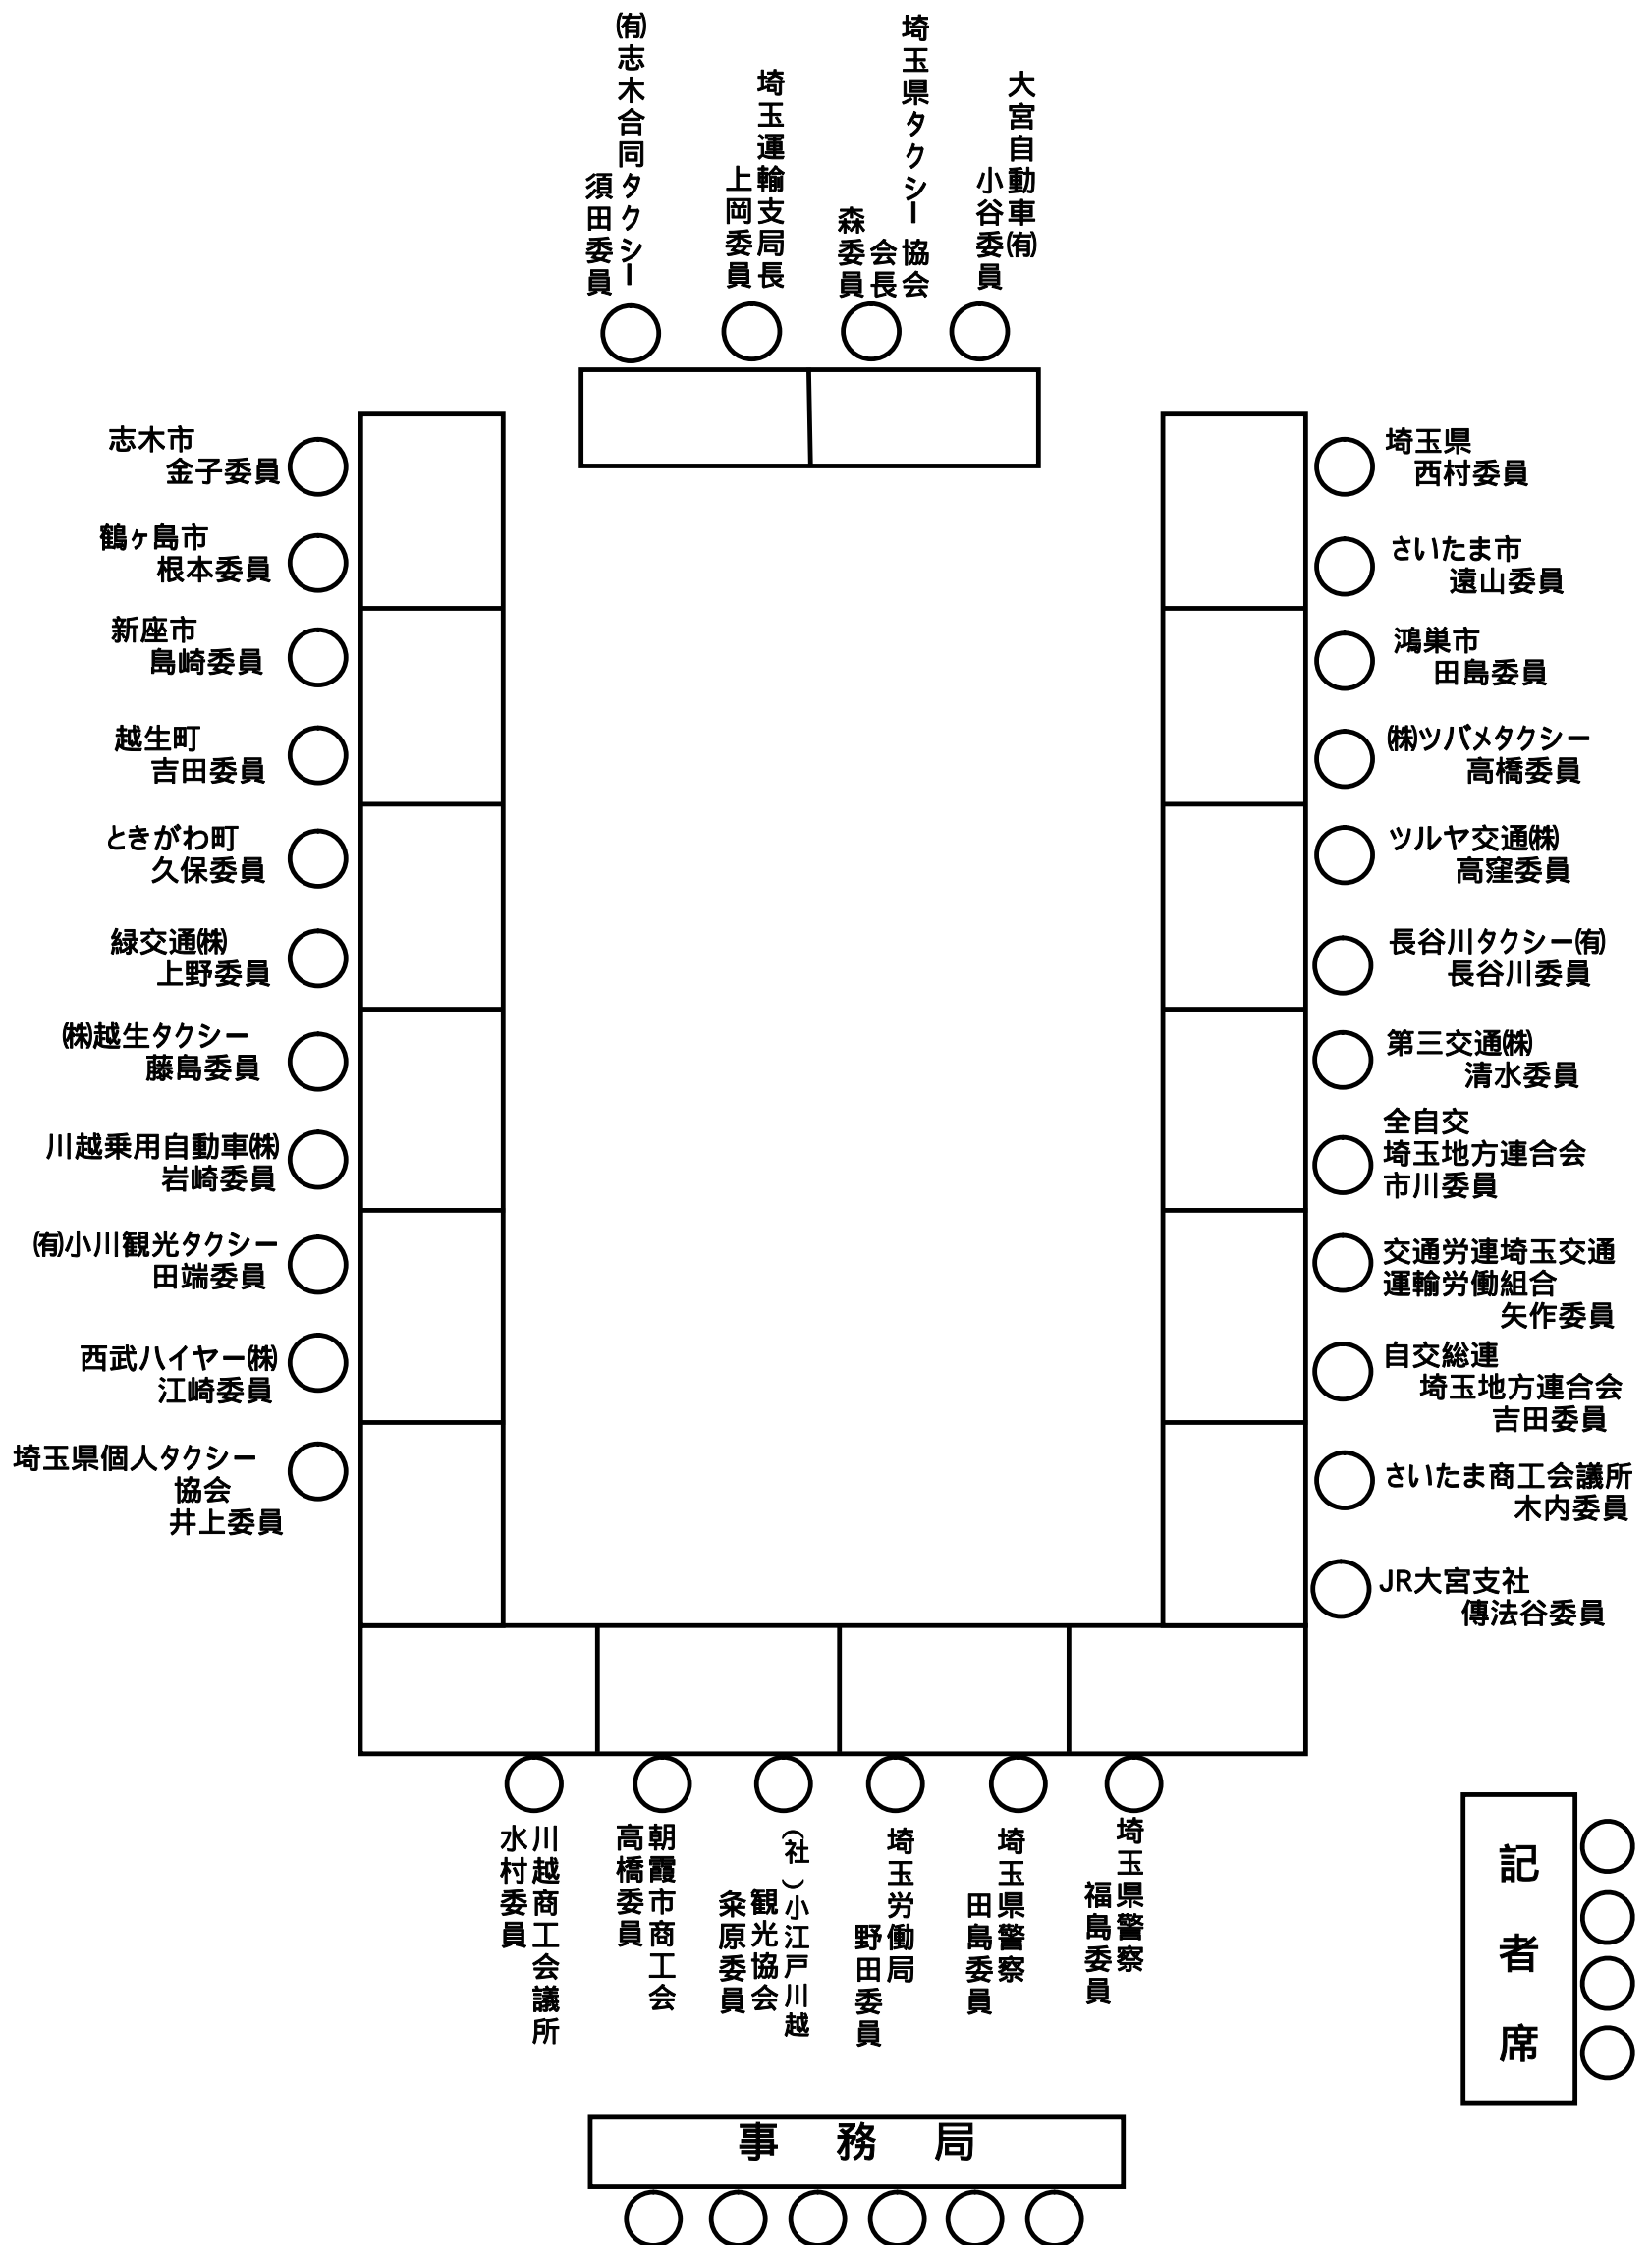 ㈲志木合同タクシー
須田委員
埼玉運輸支局長
上岡委員
埼玉県タクシー協会
会長
森委員
大宮自動車㈲
小谷委員
志木市
金子委員
鶴ヶ島市
根本委員
新座市
島崎委員
越生町
吉田委員
ときがわ町
久保委員
緑交通㈱
上野委員
㈱越生タクシー
藤島委員
川越乗用自動車㈱
岩崎委員
㈲小川観光タクシー
田端委員
西武ハイヤー㈱
江崎委員
埼玉県個人タクシー
協会
井上委員
埼玉県
西村委員
さいたま市
遠山委員
鴻巣市
田島委員
㈱ツバメタクシー
高橋委員
ツルヤ交通㈱
高窪委員
長谷川タクシー㈲
長谷川委員
第三交通㈱
清水委員
全自交
埼玉地方連合会
市川委員
交通労連埼玉交通
運輸労働組合
矢作委員
自交総連
埼玉地方連合会
吉田委員
さいたま商工会議所
木内委員
JR大宮支社
傳法谷委員
川越商工会議所
水村委員
朝霞市商工会
高橋委員
（社）小江戸川越
観光協会
粂原委員
埼玉労働局
野田委員
埼玉県警察
田島委員
埼玉県警察
福島委員
記者席
事務局